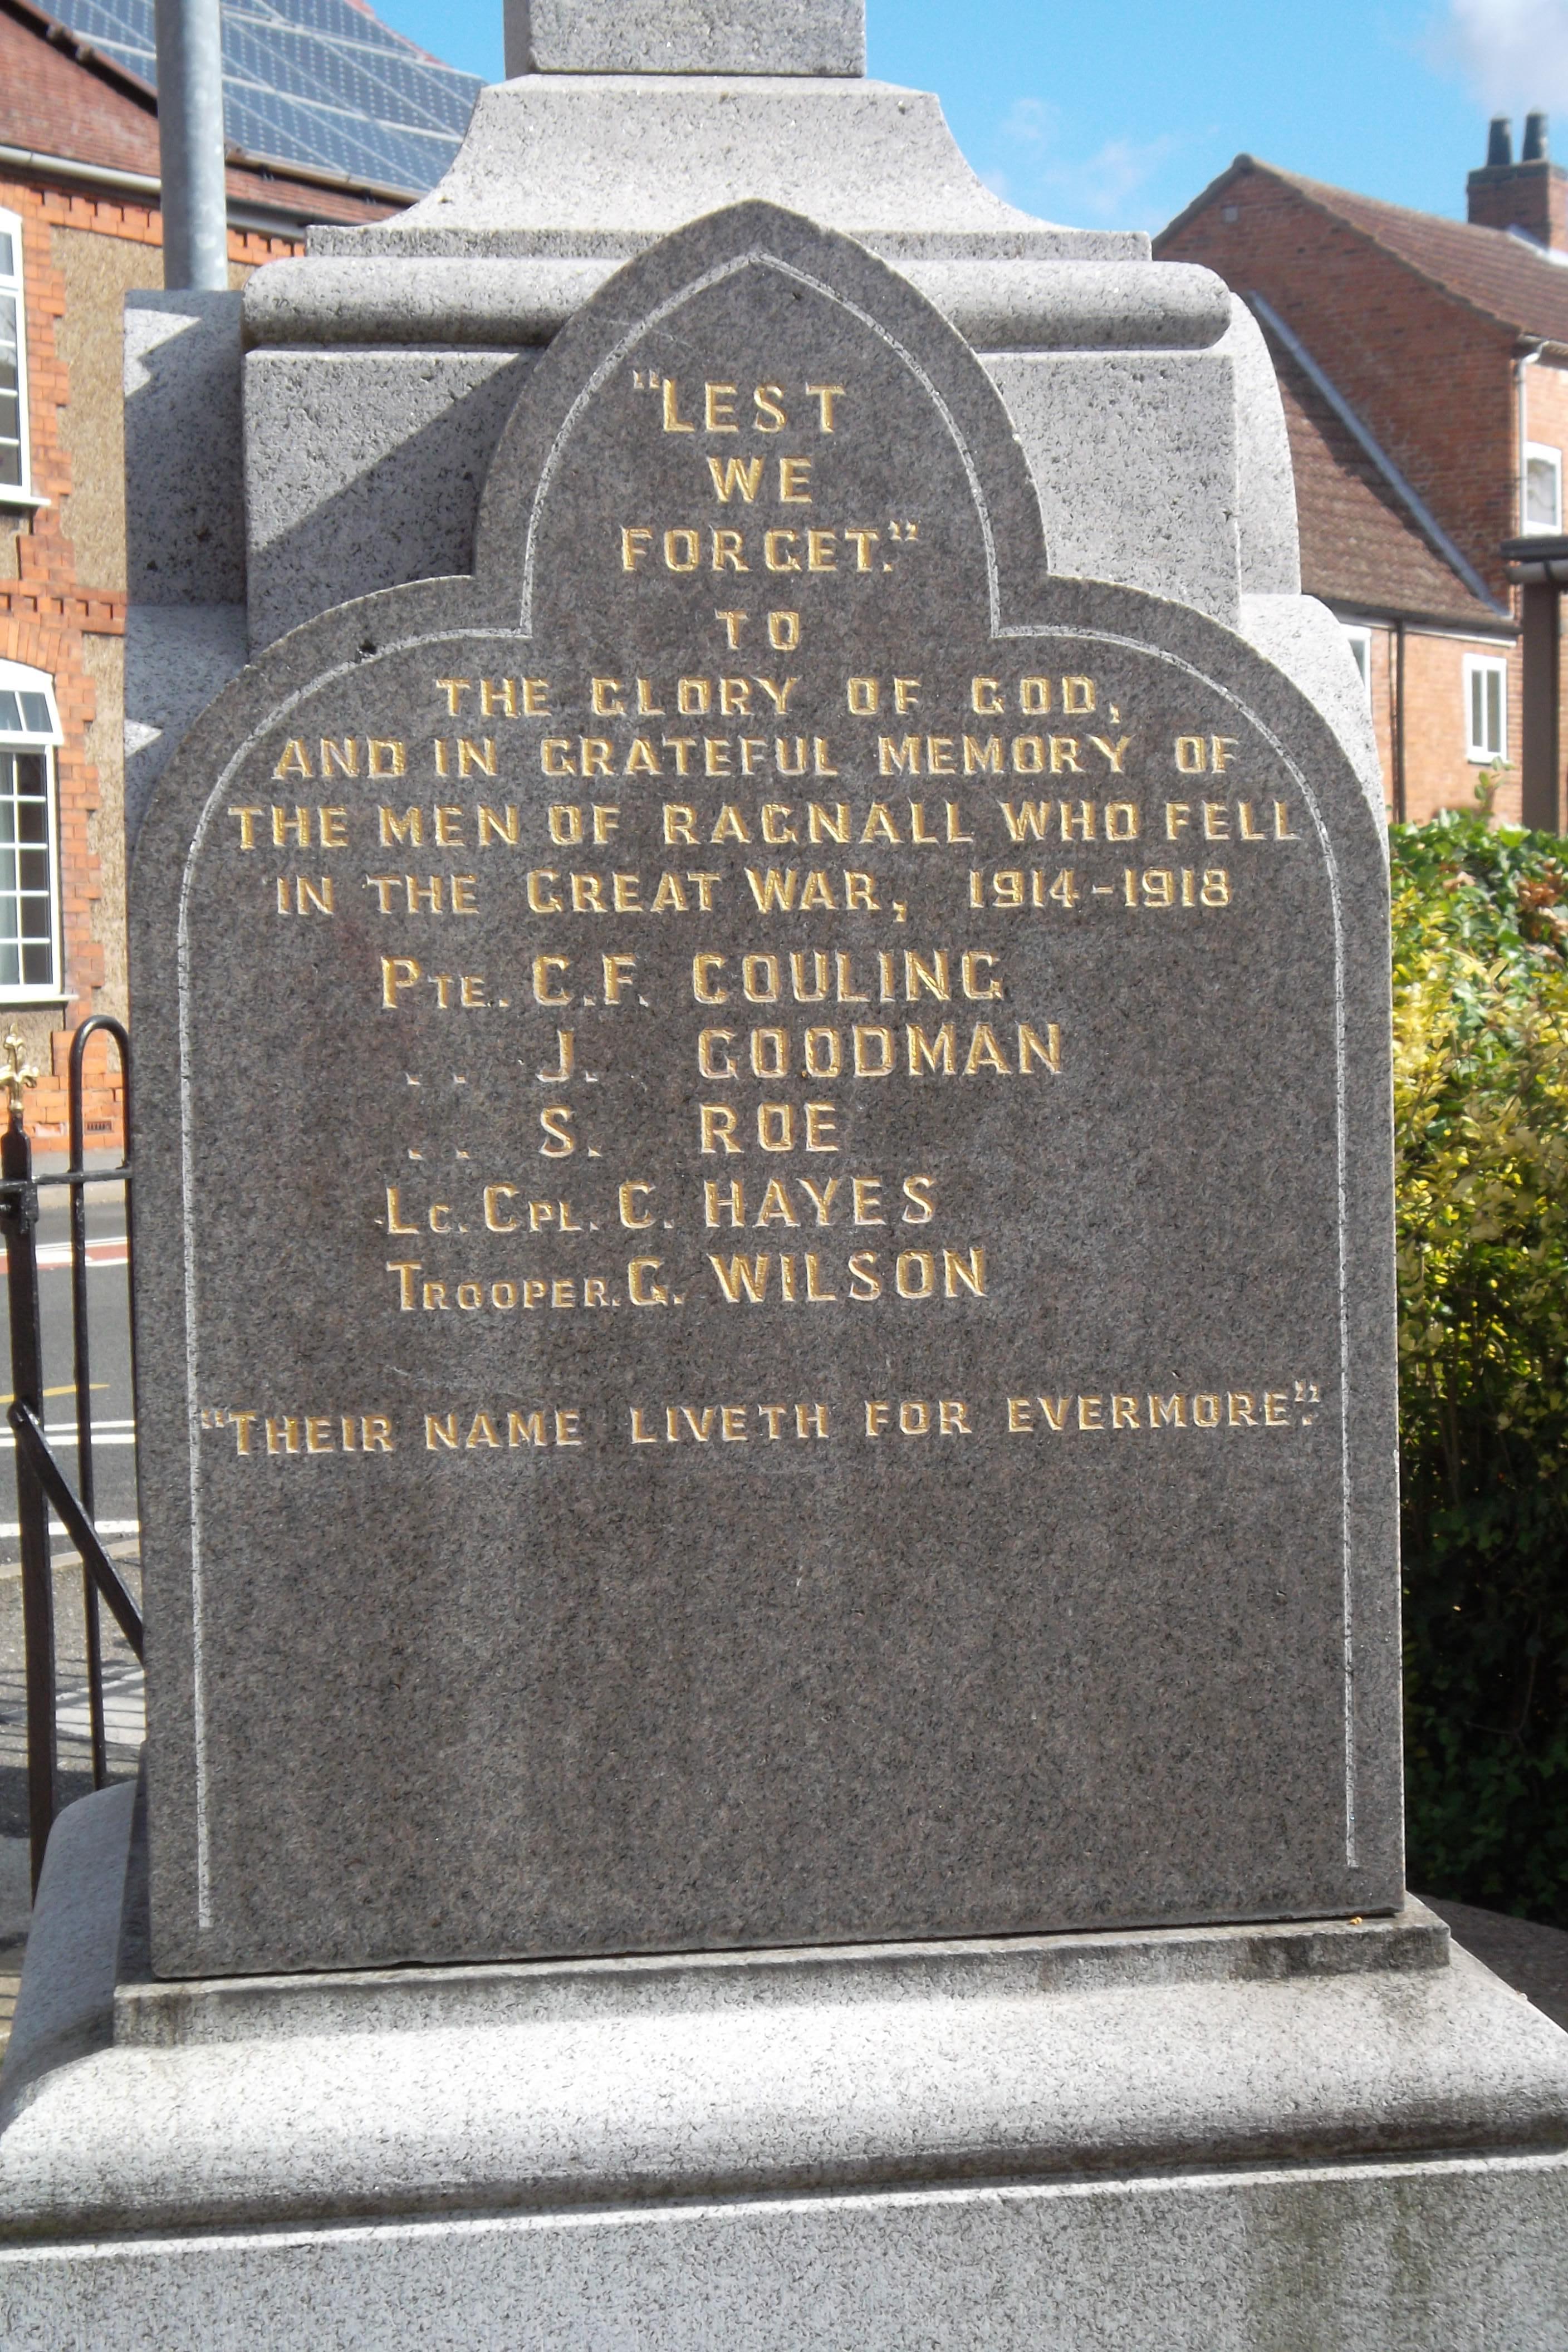 "LEST
WE
FORGET."
TO
THE GLORY OF GOD,
AND IN GRATEFUL MEMORY OF
THE MEN OF RAGNALL WHO FELL
IN THE GREAT WAR, 1914-1918
PTE. C.F. COULING
. . J. GOODMAN
. . S. ROE
LC. CPL. C. HAYES
TROOPER. G. WILSON
"THEIR NAME LIVETH FOR EVERMORE."